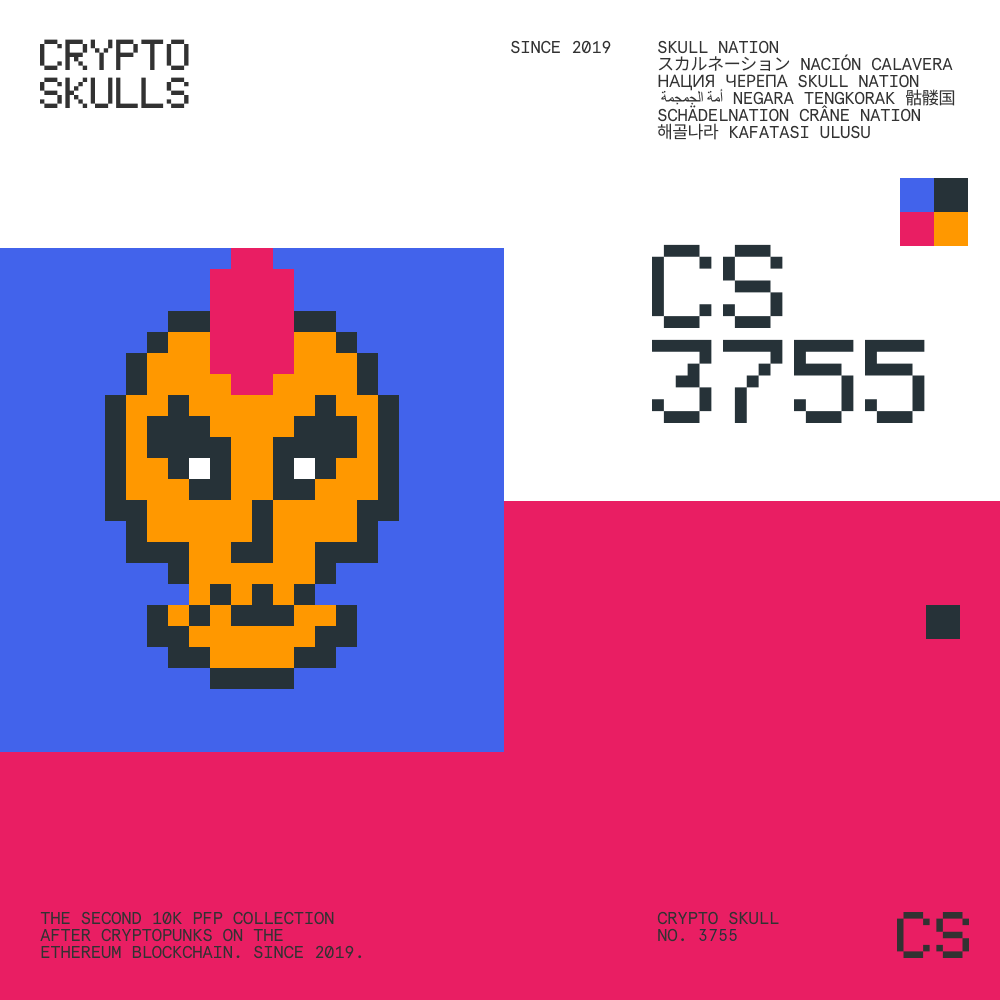 CRYPTO
SKULLS
SINCE 2019
SKULL NATION
スカルネーション NACIÓN CALAVERA
НАЦИЯ ЧЕРЕПА SKULL NATION
أمة الجمجمة NEGARA TENGKORAK 骷髅国
SCHÄDELNATION CRÂNE NATION
해골나라 KAFATASI ULUSU
CS
3755
THE SECOND 10K PFP COLLECTION
AFTER CRYPTOPUNKS ON THE
ETHEREUM BLOCKCHAIN. SINCE 2019.
CRYPTO SKULL
NO. 3755
CS